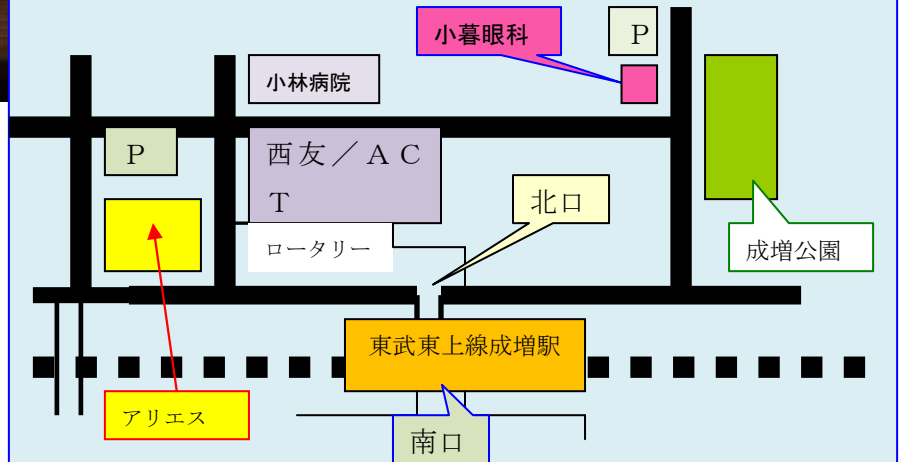 小暮眼科
Ｐ
小林病院
Ｐ
西友／ＡＣ
Ｔ
北口
ロータリー
成増公園
東武東上線成増駅
アリエス
南口